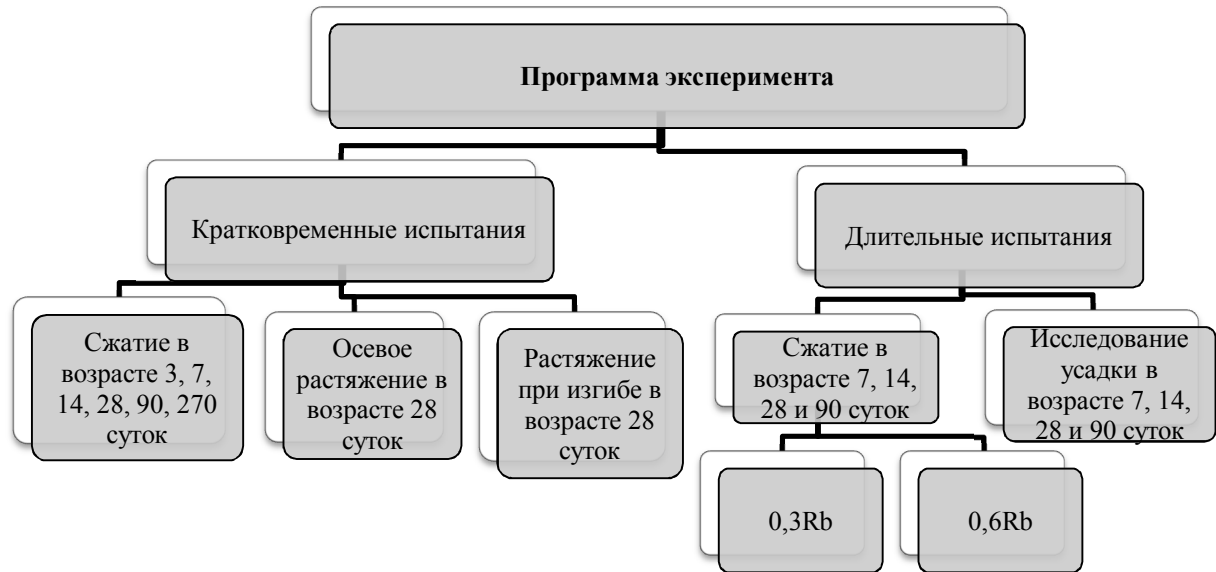 Программа эксперимента
Кратковременные испытания
Длительные испытания
Сжатие в
возрасте 3, 7,
14, 28, 90, 270
суток
Осевое
растяжение в
возрасте 28
суток
Растяжение
при изгибе в
возрасте 28
суток
Сжатие в
возрасте 7, 14,
28 и 90 суток
Исследование
усадки в
возрасте 7, 14,
28 и 90 суток
0,3Rb
0,6Rb